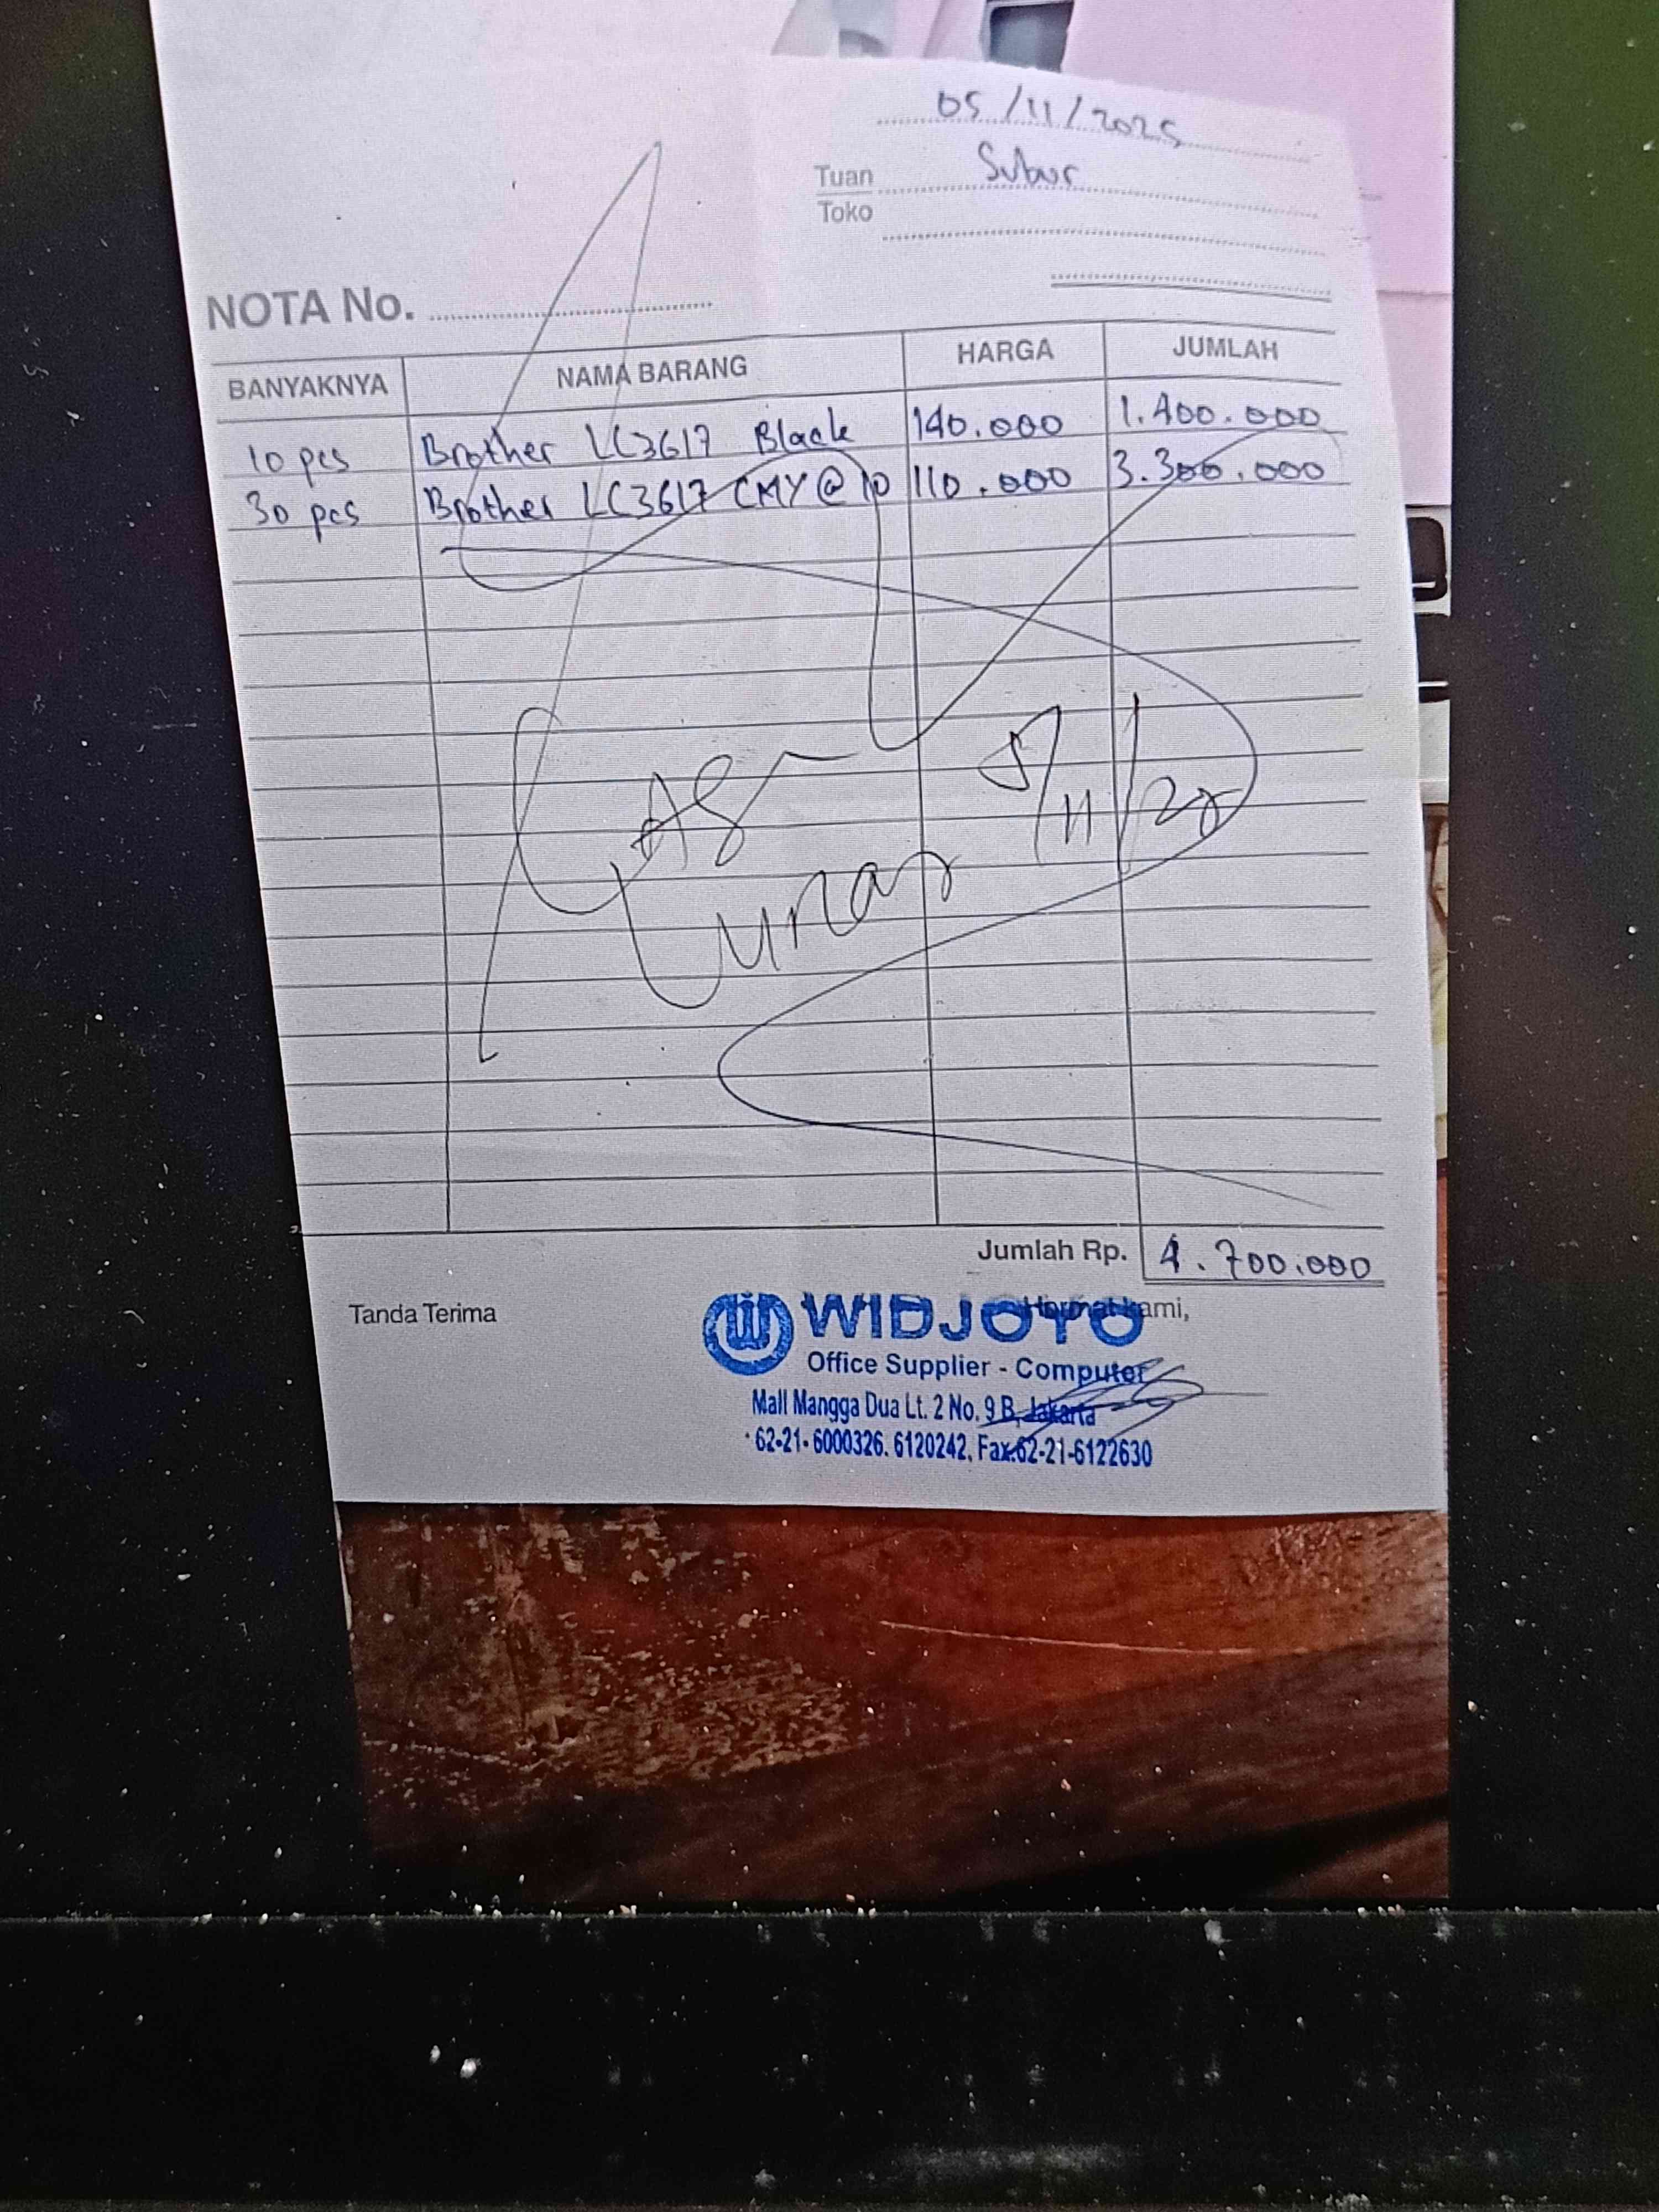 05/11/2025
Tuan Subur
Toko
NOTA No.
BANYAKNYA NAMA BARANG HARGA JUMLAH
10 pcs Brother LC3617 Black 140.000 1.400.000
30 pcs Brother LC3617 CMY @ 10 110.000 3.300.000
5/11/25
Lunas
Jumlah Rp. 4.700.000
Tanda Terima Hormat kami,
WIDJOYO
Office Supplier - Computer
Mall Mangga Dua Lt. 2 No. 9 B, Jakarta
62-21-6000326. 6120242, Fax.62-21-6122630